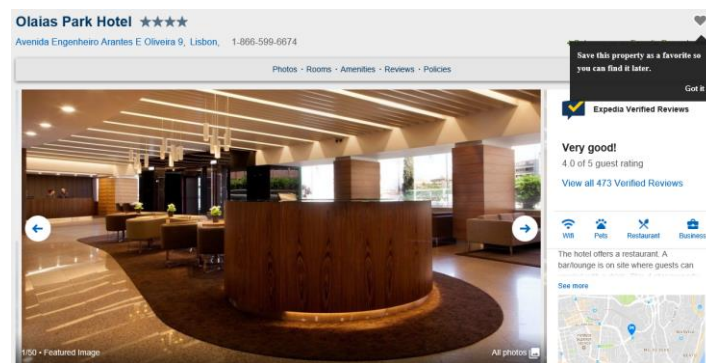 Olaias Park Hotel ★★★★
Avenida Engenheiro Arantes E Oliveira 9, Lisbon, 1-866-599-6674
Save this property as a favorite so
you can find it later.
Got it
Photos · Rooms · Amenities · Reviews · Policies
Expedia Verified Reviews
Very good!
4.0 of 5 guest rating
View all 473 Verified Reviews
Wifi Pets Restaurant Business
The hotel offers a restaurant. A
bar/lounge is on site where guests can
See more
1/50 • Featured Image
All photos